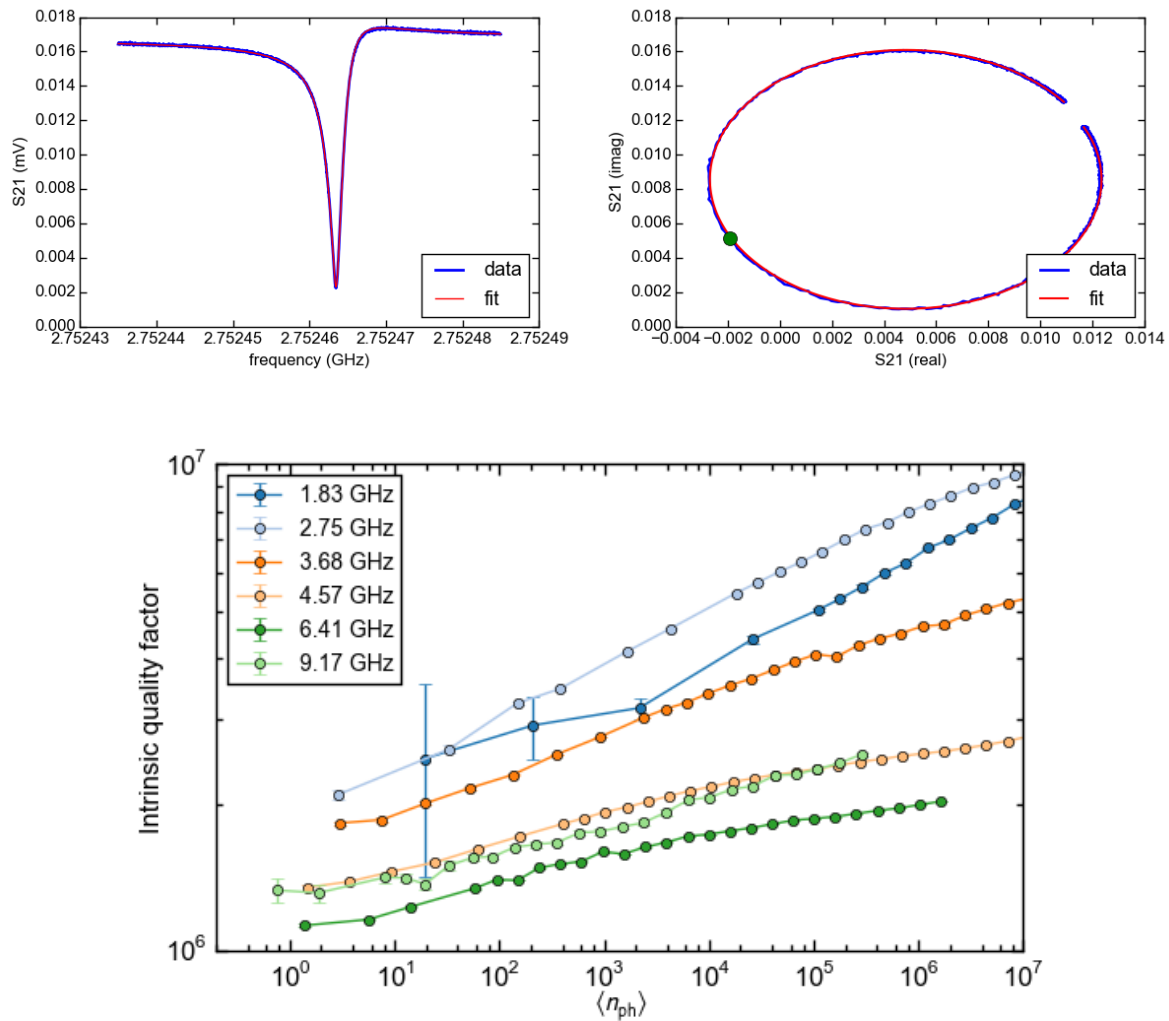 0.018
0.016
0.014
0.012
0.010
0.008
0.006
0.004
0.002
0.000
S21 (mV)
2.75243 2.75244 2.75245 2.75246 2.75247 2.75248 2.75249
frequency (GHz)
data
fit
0.018
0.016
0.014
0.012
0.010
0.008
0.006
0.004
0.002
0.000
S21 (imag)
−0.004 −0.002 0.000 0.002 0.004 0.006 0.008 0.010 0.012 0.014
S21 (real)
data
fit
10⁷
10⁶
Intrinsic quality factor
1.83 GHz
2.75 GHz
3.68 GHz
4.57 GHz
6.41 GHz
9.17 GHz
10⁰ 10¹ 10² 10³ 10⁴ 10⁵ 10⁶ 10⁷
⟨nph⟩